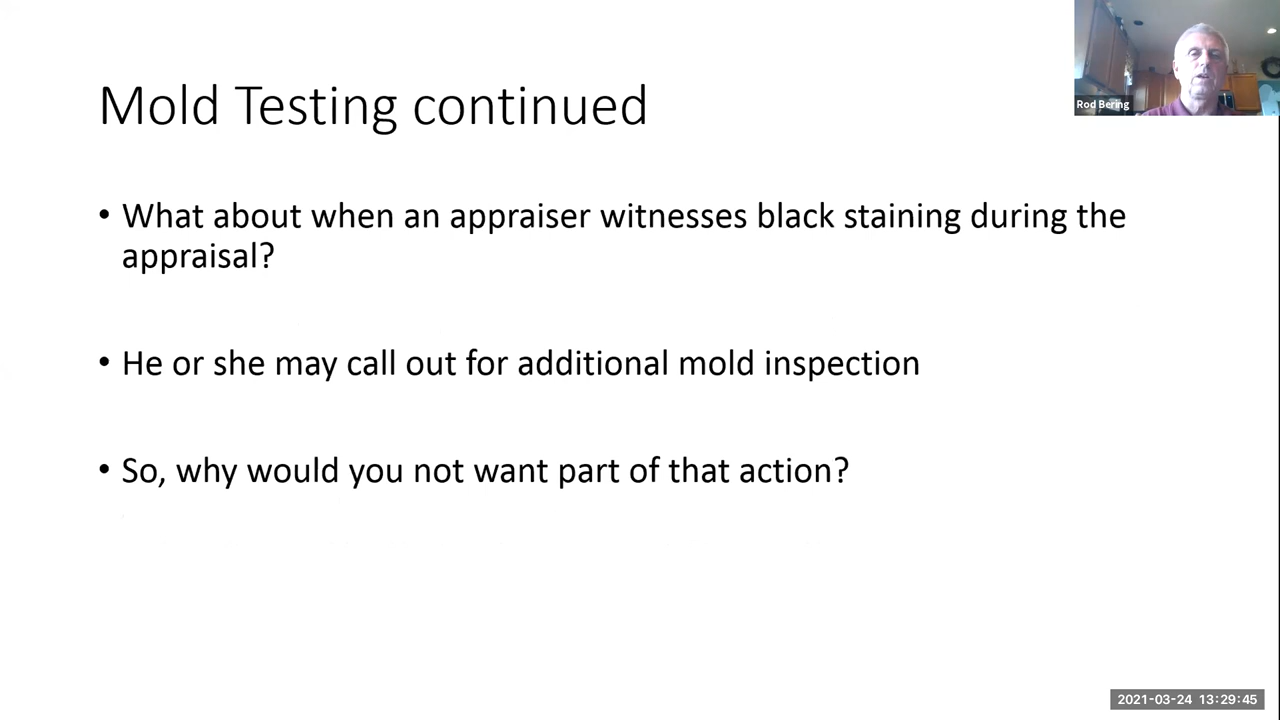 Mold Testing continued
Rod Bering
• What about when an appraiser witnesses black staining during the
appraisal?
• He or she may call out for additional mold inspection
• So, why would you not want part of that action?
2021-03-24 13:29:45